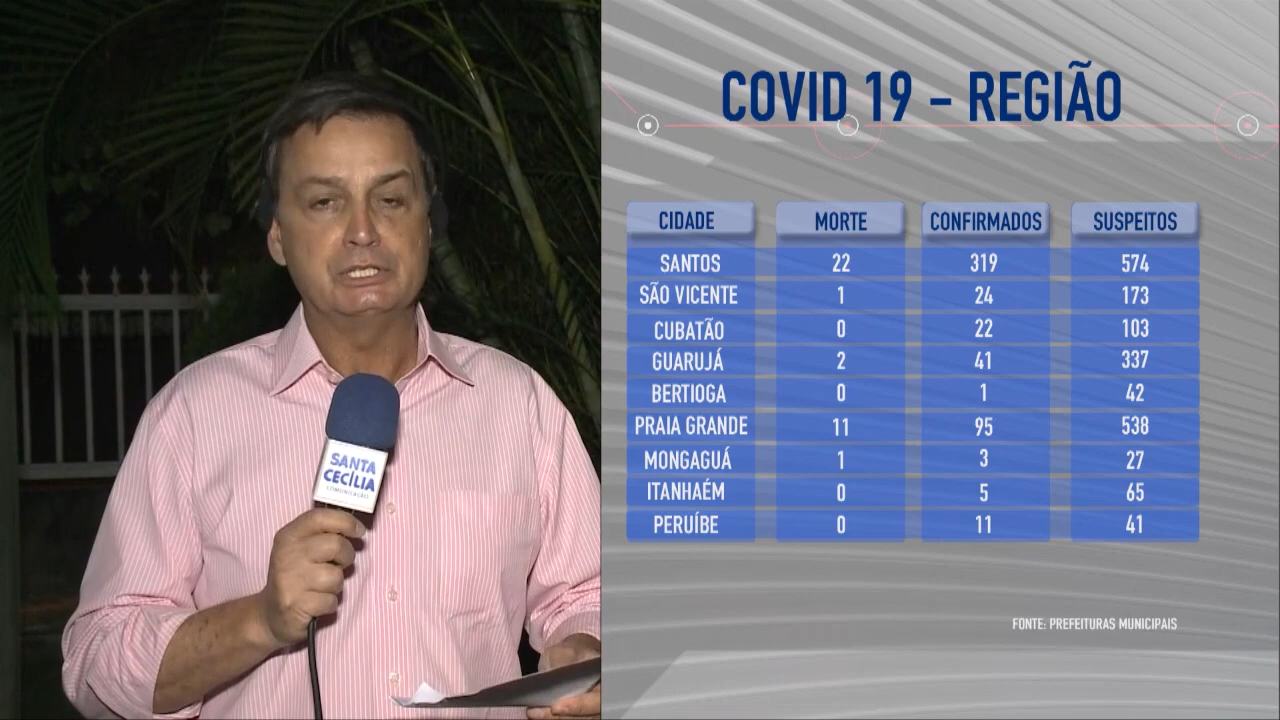 COVID 19 - REGIÃO
CIDADE MORTE CONFIRMADOS SUSPEITOS
SANTOS 22 319 574
SÃO VICENTE 1 24 173
CUBATÃO 0 22 103
GUARUJÁ 2 41 337
BERTIOGA 0 1 42
PRAIA GRANDE 11 95 538
MONGAGUÁ 1 3 27
ITANHAÉM 0 5 65
PERUÍBE 0 11 41
FONTE: PREFEITURAS MUNICIPAIS
SANTA
CECÍLIA
COMUNICAÇÃO